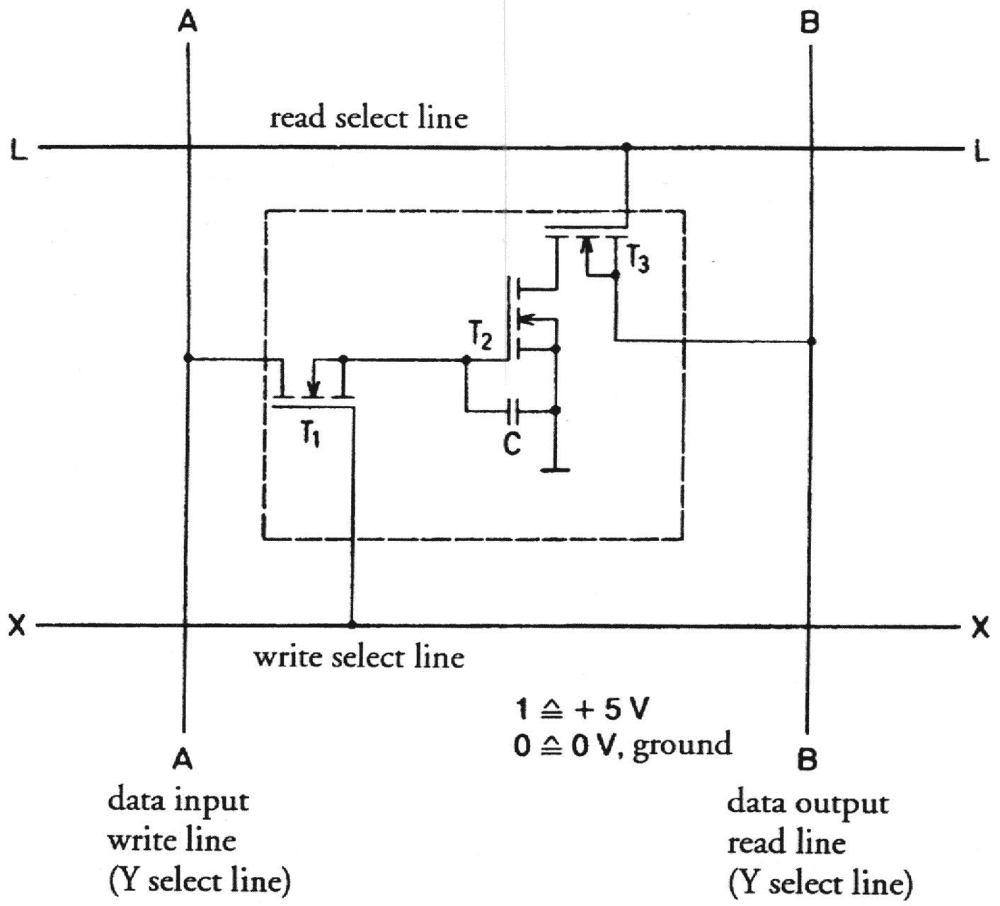 A
B
read select line
L
L
T3
T2
T1
C
X
X
write select line
1 ≙ + 5 V
0 ≙ 0 V, ground
A
B
data input
write line
(Y select line)
data output
read line
(Y select line)